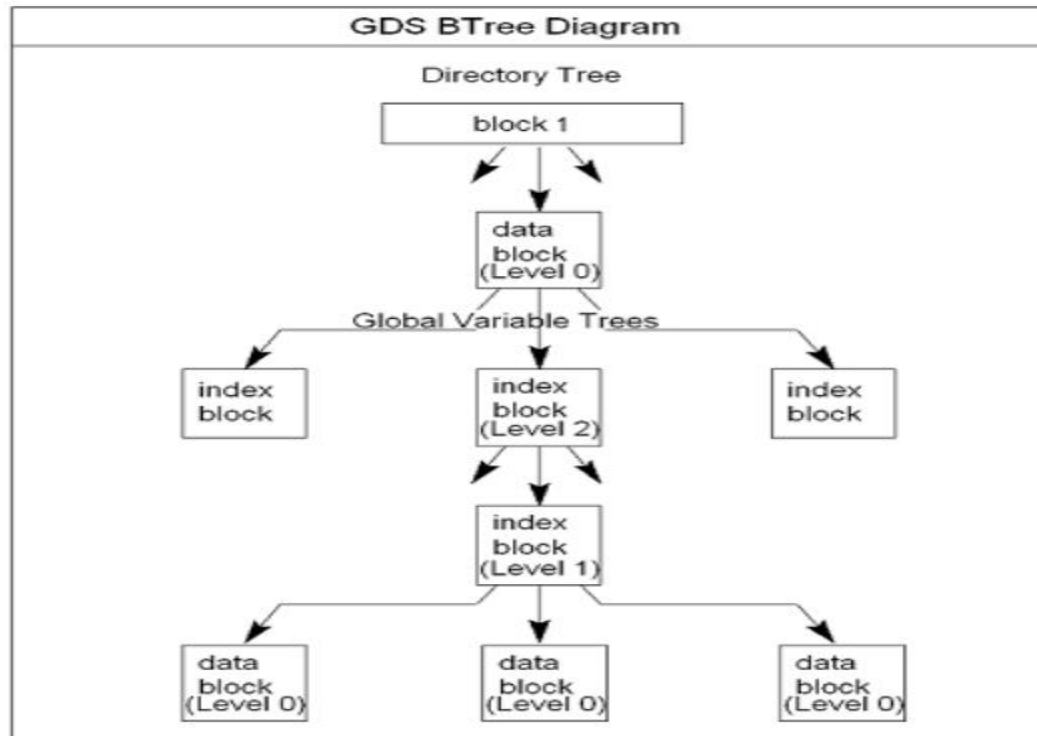 GDS BTree Diagram
Directory Tree
block 1
data
block
(Level 0)
Global Variable Trees
index
block
index
block
(Level 2)
index
block
index
block
(Level 1)
data
block
(Level 0)
data
block
(Level 0)
data
block
(Level 0)